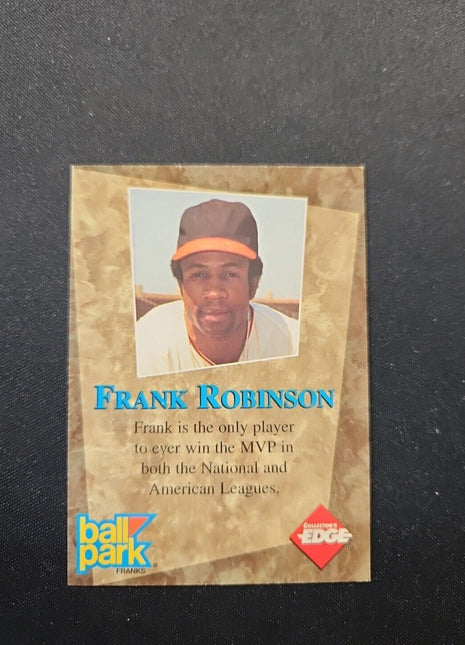 FRANK ROBINSON
Frank is the only player
to ever win the MVP in
both the National and
American Leagues.
ball
park
FRANKS
®
COLLECTOR'S
EDGE